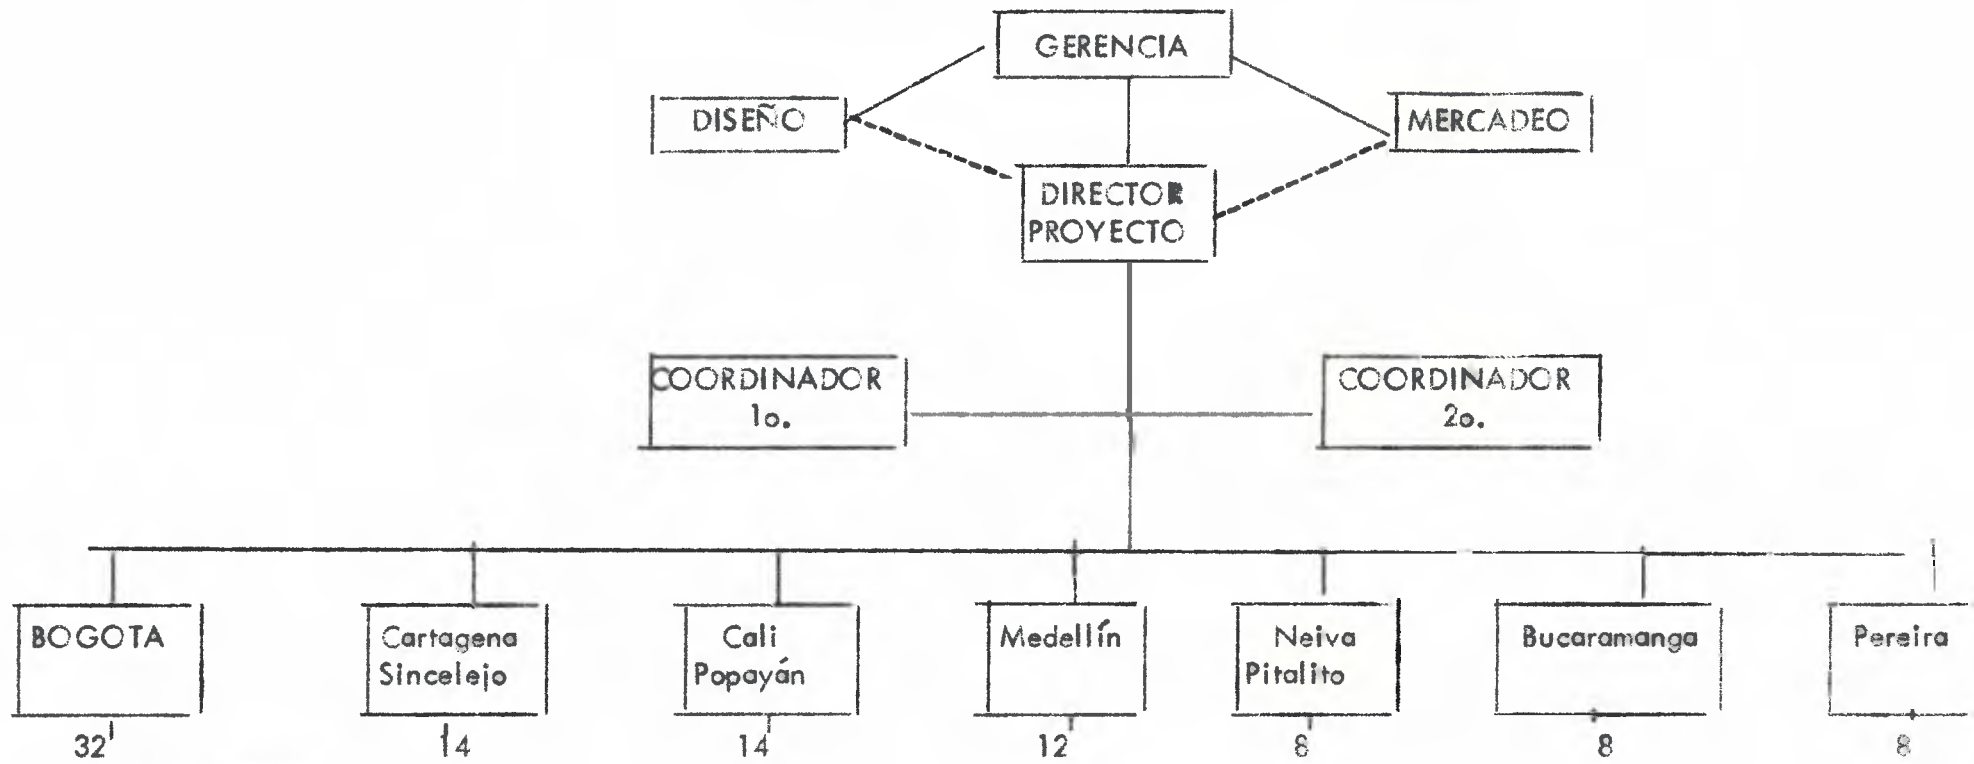 GERENCIA
DISEÑO
MERCADEO
DIRECTOR
PROYECTO
COORDINADOR
1o.
COORDINADOR
2o.
BOGOTA
Cartagena
Sincelejo
Cali
Popayán
Medellín
Neiva
Pitalito
Bucaramanga
Pereira
32
14
14
12
8
8
8